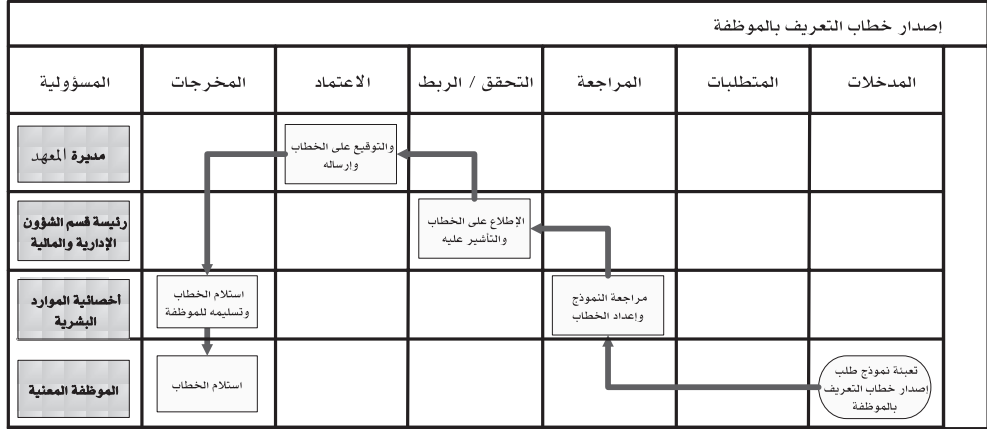 إصدار خطاب التعريف بالموظفة
المدخلات
المتطلبات
المراجعة
التحقق / الربط
الاعتماد
المخرجات
المسؤولية
والتوقيع على الخطاب
وإرساله
مديرة المعهد
الإطلاع على الخطاب
والتأشير عليه
رئيسة قسم الشؤون
الإدارية والمالية
مراجعة النموذج
وإعداد الخطاب
استلام الخطاب
وتسليمه للموظفة
أخصائية الموارد
البشرية
تعبئة نموذج طلب
إصدار خطاب التعريف
بالموظفة
استلام الخطاب
الموظفة المعنية